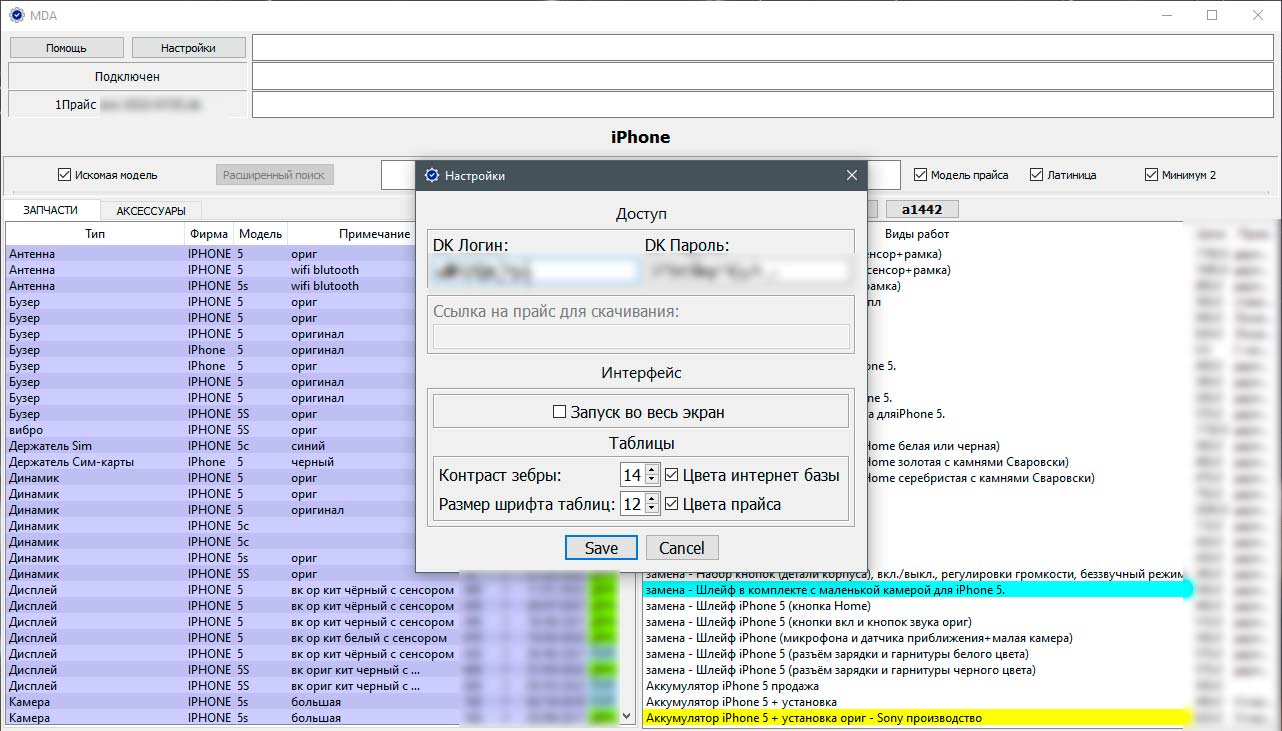 MDA
Помощь
Настройки
Подключен
1Прайс
iPhone
Искомая модель
Расширенный поиск
Модель прайса
Латиница
Минимум 2
ЗАПЧАСТИ
АКСЕССУАРЫ
a1442
Тип Фирма Модель Примечание
Антенна IPHONE 5 ориг
Антенна IPHONE 5 wifi blutooth
Антенна IPHONE 5s wifi blutooth
Бузер IPHONE 5 ориг
Бузер IPHONE 5 ориг
Бузер IPHONE 5 оригинал
Бузер IPhone 5 оригинал
Бузер IPhone 5 ориг
Бузер IPHONE 5 оригинал
Бузер IPHONE 5 оригинал
Бузер IPHONE 5S ориг
вибро IPHONE 5S ориг
Держатель Sim IPHONE 5c синий
Держатель Сим-карты IPhone 5 черный
Динамик IPHONE 5 ориг
Динамик IPHONE 5 ориг
Динамик IPHONE 5 оригинал
Динамик IPHONE 5c
Динамик IPHONE 5c
Динамик IPHONE 5s ориг
Динамик IPHONE 5S ориг
Дисплей IPHONE 5 вк ор кит чёрный с сенсором
Дисплей IPHONE 5 вк ор кит чёрный с сенсором
Дисплей IPHONE 5 вк ор кит чёрный с сенсором
Дисплей IPHONE 5 вк ор кит белый с сенсором
Дисплей IPHONE 5 вк ор кит чёрный с сенсором
Дисплей IPHONE 5S вк ориг кит черный с ...
Дисплей IPHONE 5S вк ориг кит черный с ...
Камера IPHONE 5s большая
Камера IPHONE 5s большая
Настройки
Доступ
DK Логин: DK Пароль:
Ссылка на прайс для скачивания:
Интерфейс
Запуск во весь экран
Таблицы
Контраст зебры: 14 Цвета интернет базы
Размер шрифта таблиц: 12 Цвета прайса
Save Cancel
Виды работ
енсор+рамка)
сенсор+рамка)
рамка)
пл
ne 5.
ne 5.
а дляiPhone 5.
Home белая или черная)
Home золотая с камнями Сваровски)
Home серебристая с камнями Сваровски)
замена - Набор кнопок (детали корпуса), вкл./выкл., регулировки громкости, беззвучный режим
замена - Шлейф в комплекте с маленькой камерой для iPhone 5.
замена - Шлейф iPhone 5 (кнопка Home)
замена - Шлейф iPhone 5 (кнопки вкл и кнопок звука ориг)
замена - Шлейф iPhone (микрофона и датчика приближения+малая камера)
замена - Шлейф iPhone 5 (разъём зарядки и гарнитуры белого цвета)
замена - Шлейф iPhone 5 (разъём зарядки и гарнитуры черного цвета)
Аккумулятор iPhone 5 продажа
Аккумулятор iPhone 5 + установка
Аккумулятор iPhone 5 + установка ориг - Sony производство